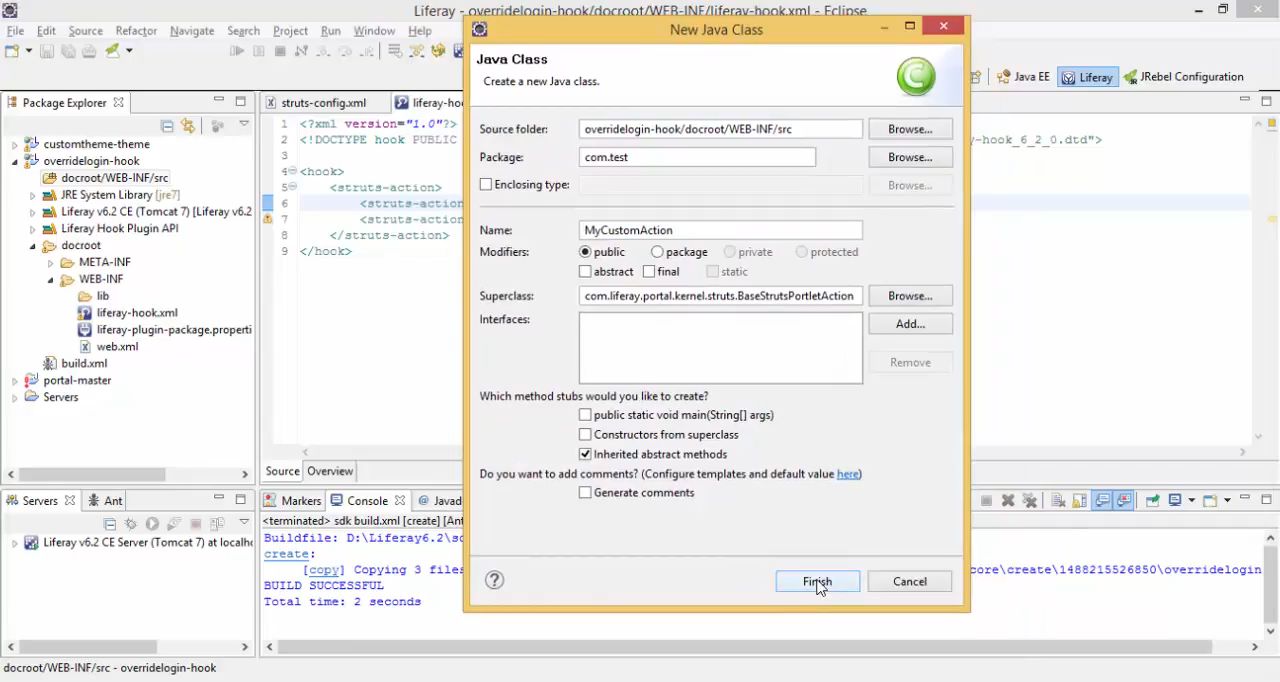 Liferay - overridelogin-hook/docroot/WEB-INF/liferay-hook.xml - Eclipse
File Edit Source Refactor Navigate Search Project Run Window Help
Java EE Liferay JRebel Configuration
Package Explorer
customtheme-theme
overridelogin-hook
docroot/WEB-INF/src
JRE System Library [jre7]
Liferay v6.2 CE (Tomcat 7) [Liferay v6.2
Liferay Hook Plugin API
docroot
META-INF
WEB-INF
lib
liferay-hook.xml
liferay-plugin-package.properti
web.xml
build.xml
portal-master
Servers
struts-config.xml liferay-hoo
1 <?xml version="1.0"?>
2 <!DOCTYPE hook PUBLIC y-hook_6_2_0.dtd">
3
4 <hook>
5 <struts-action>
6 <struts-action
7 <struts-action
8 </struts-action>
9 </hook>
Source Overview
New Java Class
Java Class
Create a new Java class.
Source folder: overridelogin-hook/docroot/WEB-INF/src Browse...
Package: com.test Browse...
Enclosing type: Browse...
Name: MyCustomAction
Modifiers: public package private protected
abstract final static
Superclass: com.liferay.portal.kernel.struts.BaseStrutsPortletAction Browse...
Interfaces: Add...
Remove
Which method stubs would you like to create?
public static void main(String[] args)
Constructors from superclass
Inherited abstract methods
Do you want to add comments? (Configure templates and default value here)
Generate comments
Finish Cancel
Servers Ant
Liferay v6.2 CE Server (Tomcat 7) at localho
Markers Console Javad
<terminated> sdk build.xml [create] [Ant
Buildfile: D:\Liferay6.2\sd
create:
[copy] Copying 3 files core\create\1488215526850\overridelogin
BUILD SUCCESSFUL
Total time: 2 seconds
docroot/WEB-INF/src - overridelogin-hook